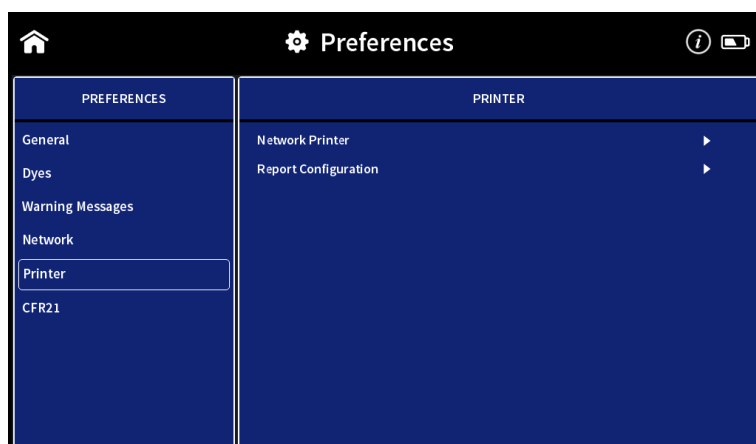 Preferences
i
PREFERENCES
General
Dyes
Warning Messages
Network
Printer
CFR21
PRINTER
Network Printer
Report Configuration